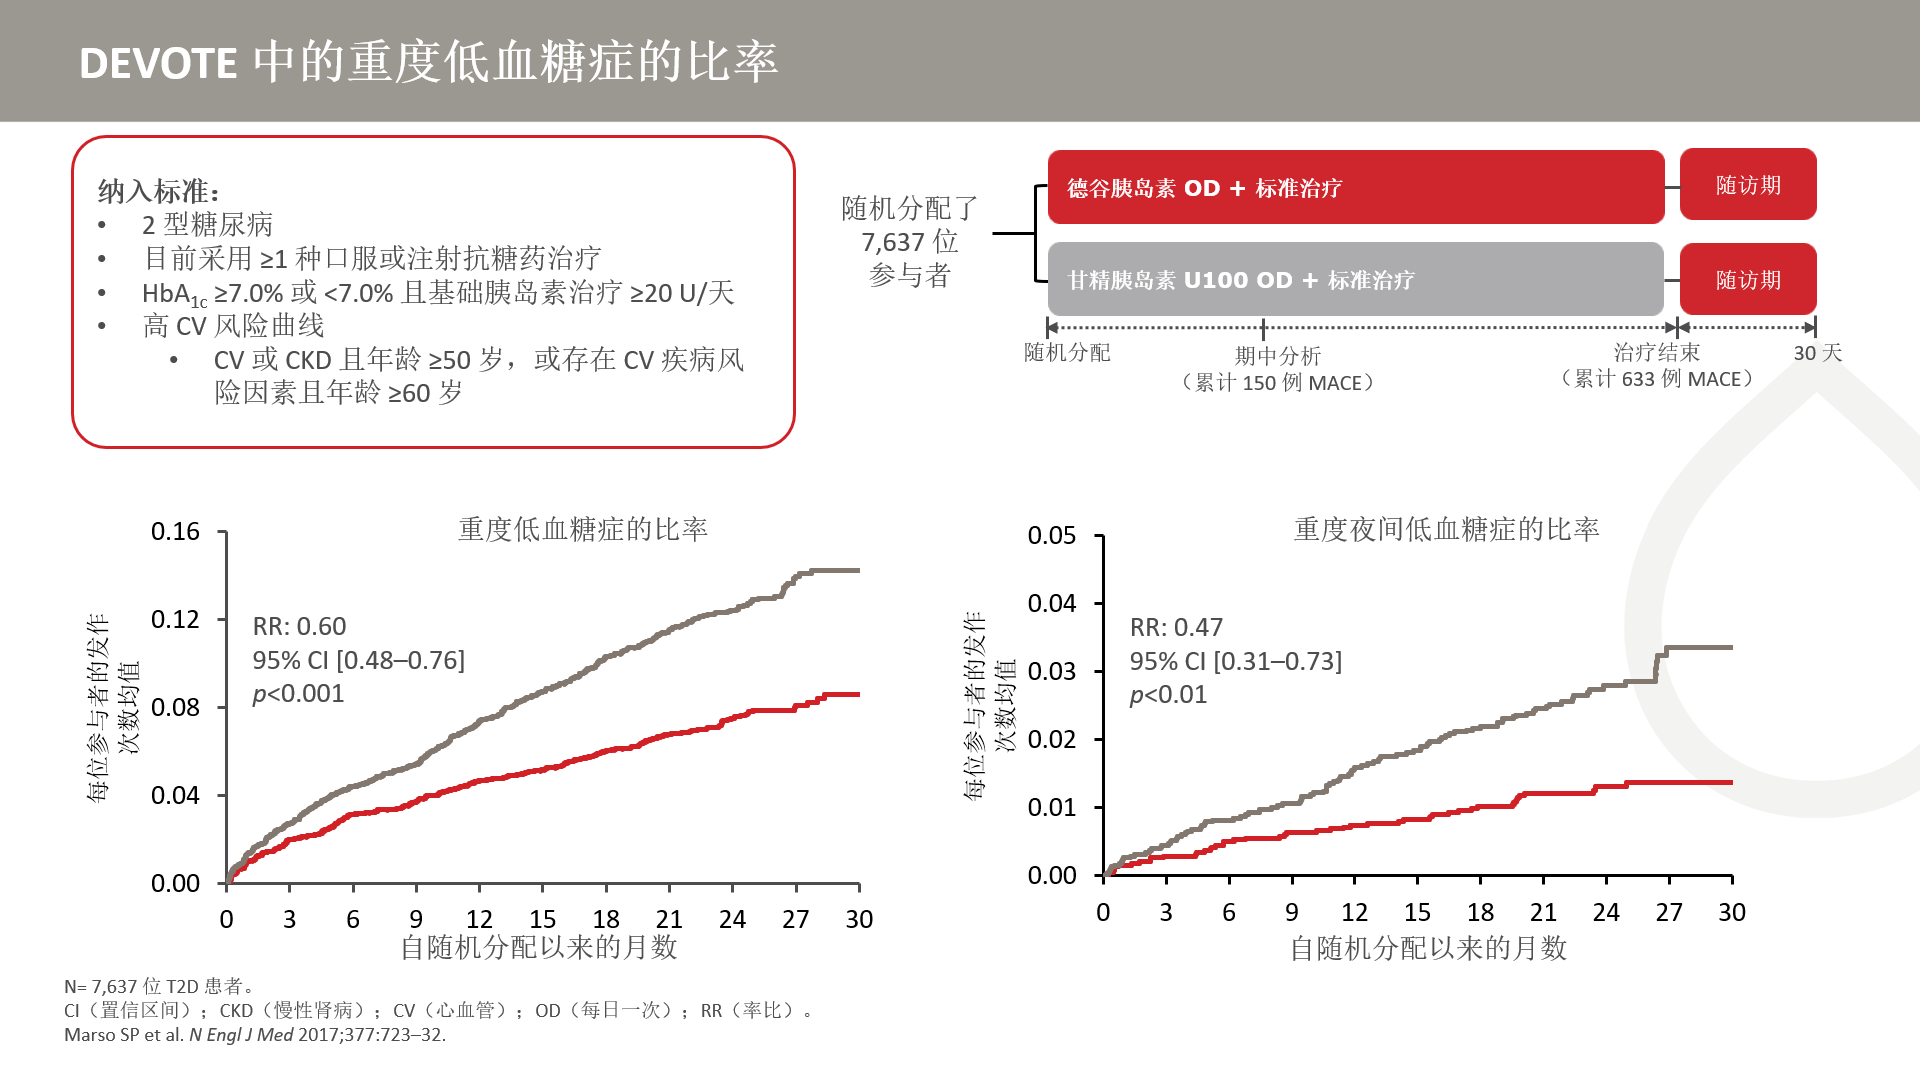 DEVOTE 中的重度低血糖症的比率
纳入标准：
• 2 型糖尿病
• 目前采用 ≥1 种口服或注射抗糖药治疗
• HbA1c ≥7.0% 或 <7.0% 且基础胰岛素治疗 ≥20 U/天
• 高 CV 风险曲线
• CV 或 CKD 且年龄 ≥50 岁，或存在 CV 疾病风
险因素且年龄 ≥60 岁
随机分配了
7,637 位
参与者
德谷胰岛素 OD + 标准治疗
随访期
甘精胰岛素 U100 OD + 标准治疗
随访期
随机分配
期中分析
（累计 150 例 MACE）
治疗结束
（累计 633 例 MACE）
30 天
重度低血糖症的比率
每位参与者的发作
次数均值
0.16
0.12
0.08
0.04
0.00
RR: 0.60
95% CI [0.48–0.76]
p<0.001
0 3 6 9 12 15 18 21 24 27 30
自随机分配以来的月数
重度夜间低血糖症的比率
每位参与者的发作
次数均值
0.05
0.04
0.03
0.02
0.01
0.00
RR: 0.47
95% CI [0.31–0.73]
p<0.01
0 3 6 9 12 15 18 21 24 27 30
自随机分配以来的月数
N= 7,637 位 T2D 患者。
CI（置信区间）；CKD（慢性肾病）；CV（心血管）；OD（每日一次）；RR（率比）。
Marso SP et al. N Engl J Med 2017;377:723–32.